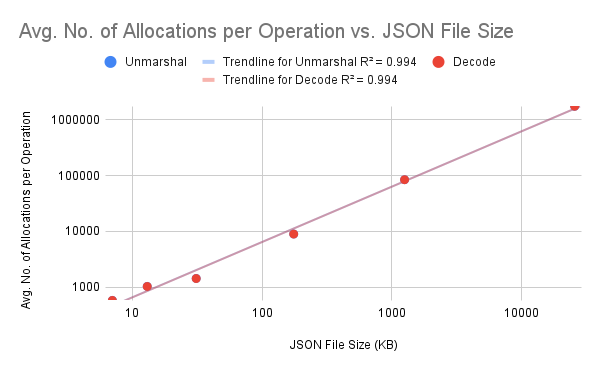 Avg. No. of Allocations per Operation vs. JSON File Size
Unmarshal Trendline for Unmarshal R² = 0.994 Decode
Trendline for Decode R² = 0.994
Avg. No. of Allocations per Operation
1000000
100000
10000
1000
10 100 1000 10000
JSON File Size (KB)